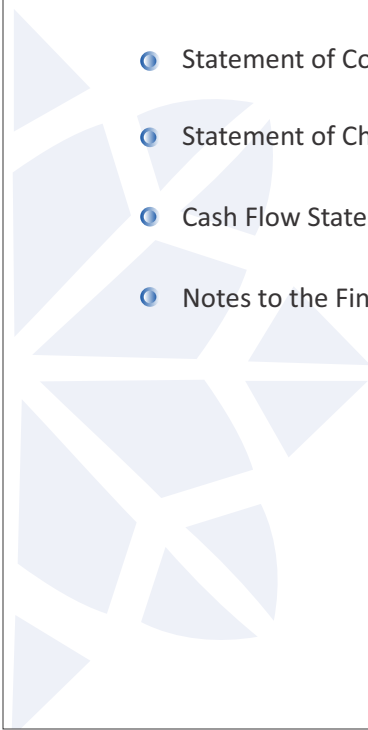 Statement of Co
Statement of Ch
Cash Flow State
Notes to the Fin